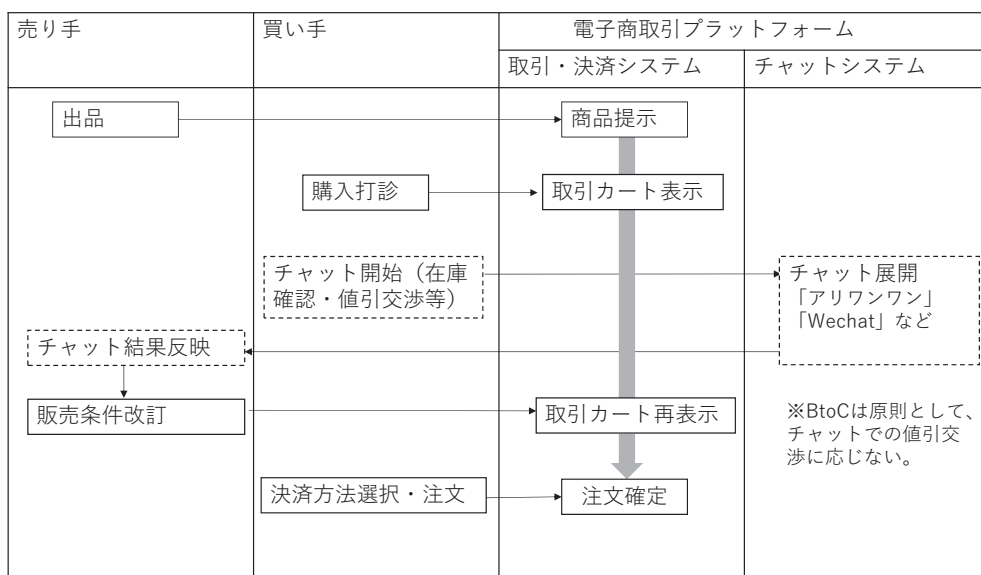 売り手
買い手
電子商取引プラットフォーム
取引・決済システム
チャットシステム
出品
商品提示
購入打診
取引カート表示
チャット開始（在庫
確認・値引交渉等）
チャット展開
「アリワンワン」
「Wechat」など
チャット結果反映
販売条件改訂
取引カート再表示
※BtoCは原則として、
チャットでの値引交
渉に応じない。
決済方法選択・注文
注文確定